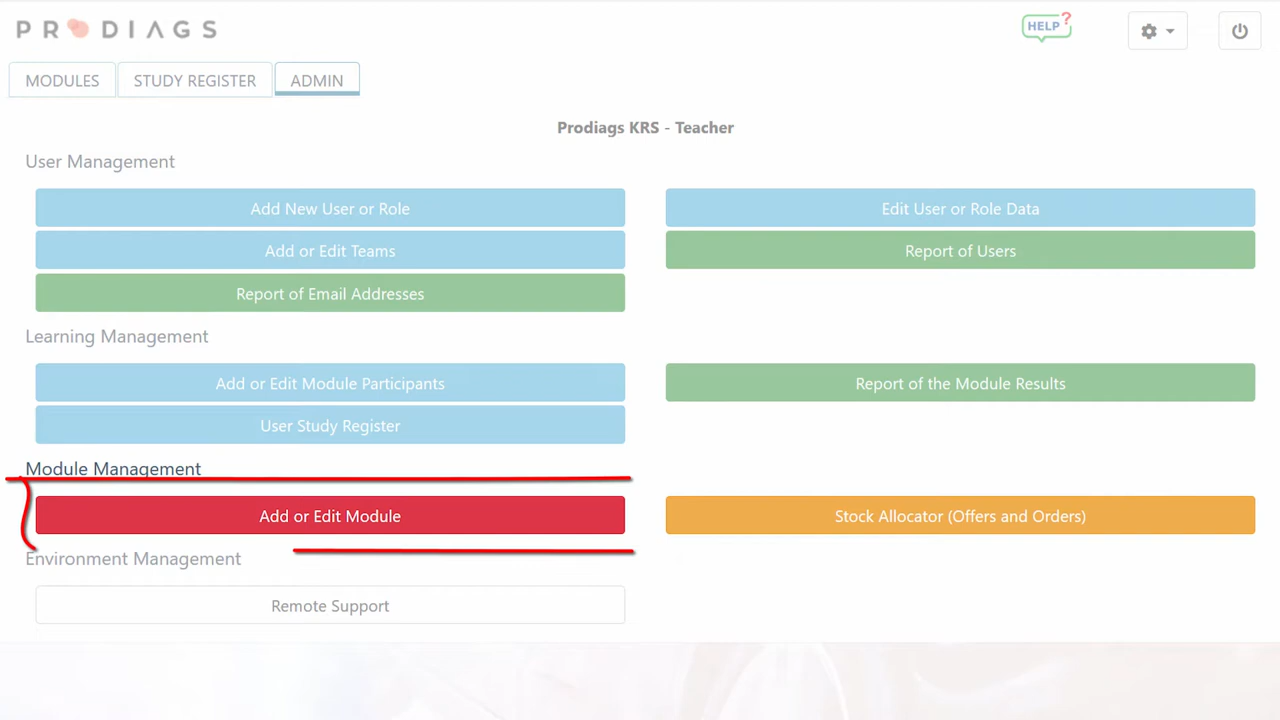 PRODIAGS
HELP?
MODULES STUDY REGISTER ADMIN
Prodiags KRS - Teacher
User Management
Add New User or Role Edit User or Role Data
Add or Edit Teams Report of Users
Report of Email Addresses
Learning Management
Add or Edit Module Participants Report of the Module Results
User Study Register
Module Management
Add or Edit Module Stock Allocator (Offers and Orders)
Environment Management
Remote Support